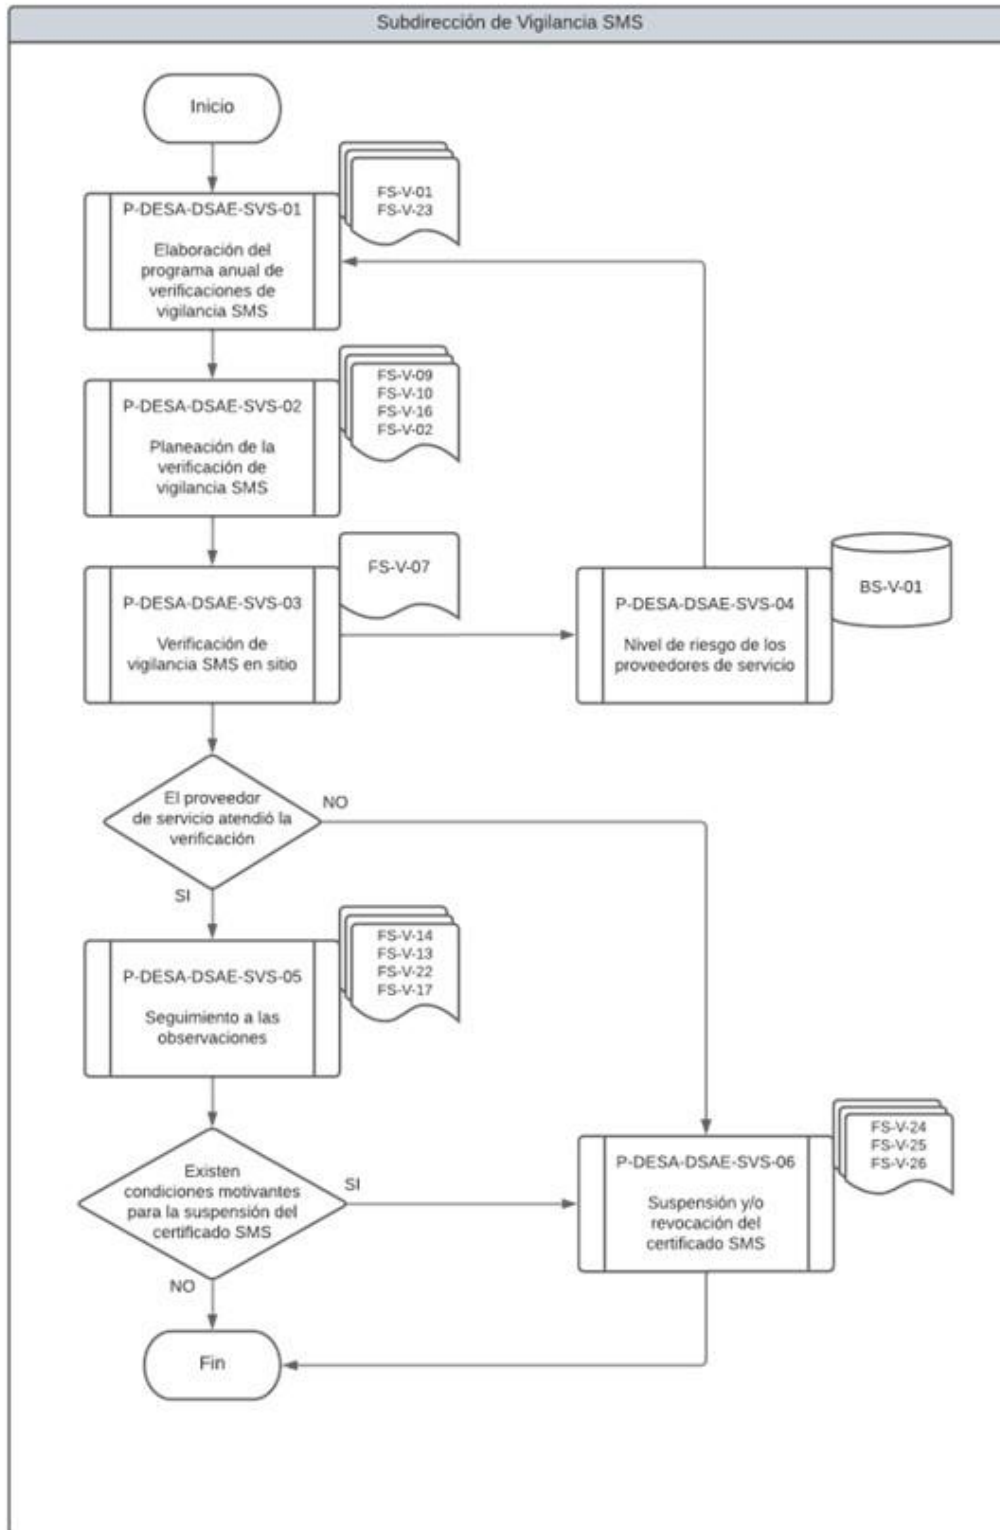 Subdirección de Vigilancia SMS
Inicio
FS-V-01
FS-V-23
P-DESA-DSAE-SVS-01
Elaboración del
programa anual de
verificaciones de
vigilancia SMS
FS-V-09
FS-V-10
FS-V-16
FS-V-02
P-DESA-DSAE-SVS-02
Planeación de la
verificación de
vigilancia SMS
FS-V-07
P-DESA-DSAE-SVS-03
Verificación de
vigilancia SMS en sitio
BS-V-01
P-DESA-DSAE-SVS-04
Nivel de riesgo de los
proveedores de servicio
El proveedor
de servicio atendió la
verificación
NO
SI
FS-V-14
FS-V-13
FS-V-22
FS-V-17
P-DESA-DSAE-SVS-05
Seguimiento a las
observaciones
Existen
condiciones motivantes
para la suspensión del
certificado SMS
SI
NO
FS-V-24
FS-V-25
FS-V-26
P-DESA-DSAE-SVS-06
Suspensión y/o
revocación del
certificado SMS
Fin